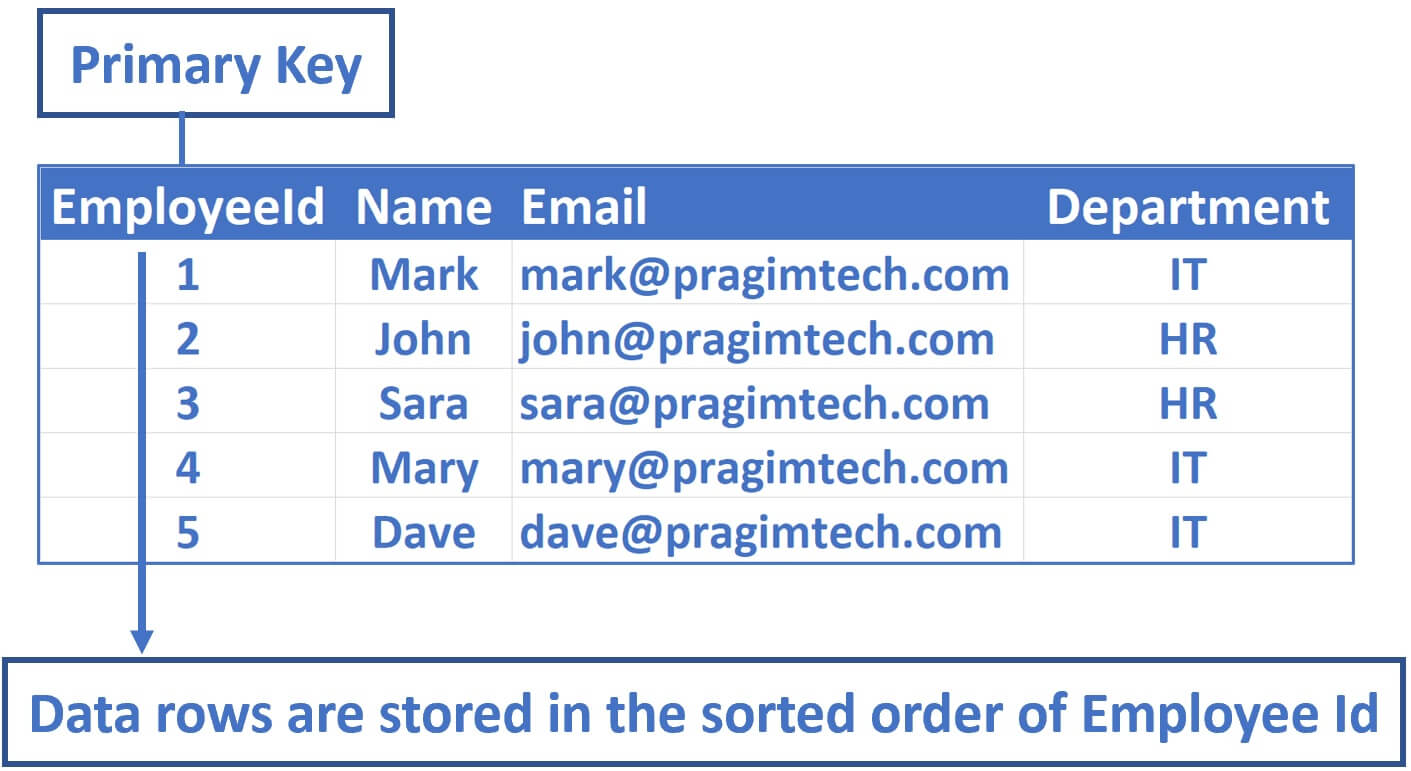 Primary Key
EmployeeId Name Email Department
1 Mark mark@pragimtech.com IT
2 John john@pragimtech.com HR
3 Sara sara@pragimtech.com HR
4 Mary mary@pragimtech.com IT
5 Dave dave@pragimtech.com IT
Data rows are stored in the sorted order of Employee Id